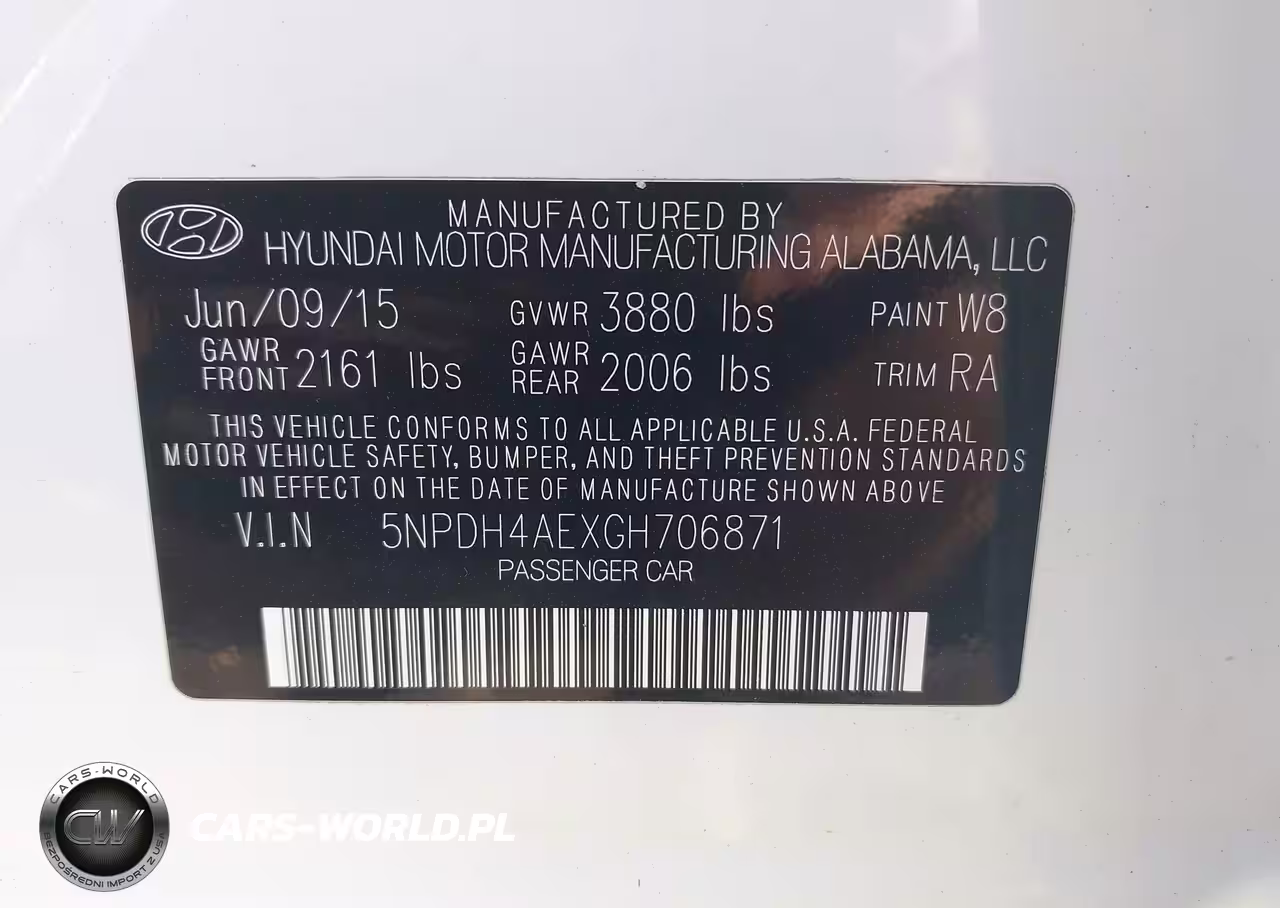 MANUFACTURED BY
HYUNDAI MOTOR MANUFACTURING ALABAMA, LLC
Jun/09/15 GVWR 3880 lbs PAINT W8
GAWR FRONT 2161 lbs GAWR REAR 2006 lbs TRIM RA
THIS VEHICLE CONFORMS TO ALL APPLICABLE U.S.A. FEDERAL
MOTOR VEHICLE SAFETY, BUMPER, AND THEFT PREVENTION STANDARDS
IN EFFECT ON THE DATE OF MANUFACTURE SHOWN ABOVE
V.I.N 5NPDH4AEXGH706871
PASSENGER CAR
CARS-WORLD
CW
BEZPOŚREDNI IMPORT Z USA
CARS-WORLD.PL